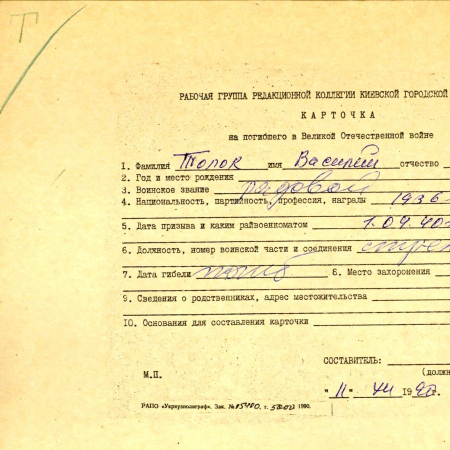 Т
РАБОЧАЯ ГРУППА РЕДАКЦИОННОЙ КОЛЛЕГИИ КИЕВСКОЙ ГОРОДСКОЙ
КАРТОЧКА
на погибшего в Великой Отечественной войне
1. Фамилия Толок имя Василий отчество
2. Год и место рождения
3. Воинское звание рядовой
4. Национальность, партийность, профессия, награды 1936
5. Дата призыва и каким райвоенкоматом 1.04.40
6. Должность, номер воинской части и соединения
7. Дата гибели погиб 8. Место захоронения
9. Сведения о родственниках, адрес местожительства
10. Основания для составления карточки
СОСТАВИТЕЛЬ:
(должн
М.П.
"11" 19
РАПО «Укрвузполиграф». Зак. № т. 1990.